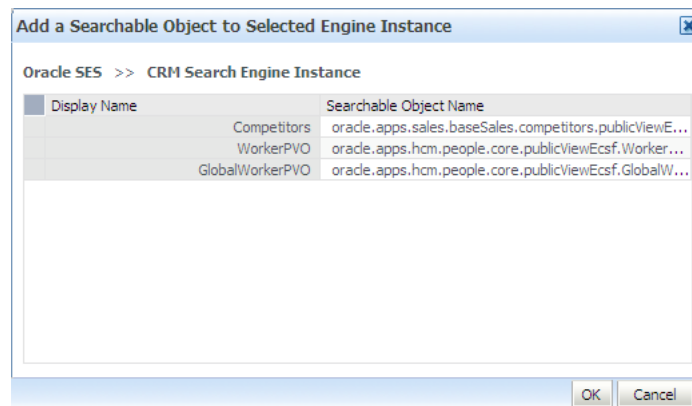 Add a Searchable Object to Selected Engine Instance
Oracle SES >> CRM Search Engine Instance
Display Name Searchable Object Name
Competitors oracle.apps.sales.baseSales.competitors.publicViewE...
WorkerPVO oracle.apps.hcm.people.core.publicViewEcsf.Worker...
GlobalWorkerPVO oracle.apps.hcm.people.core.publicViewEcsf.GlobalW...
OK Cancel